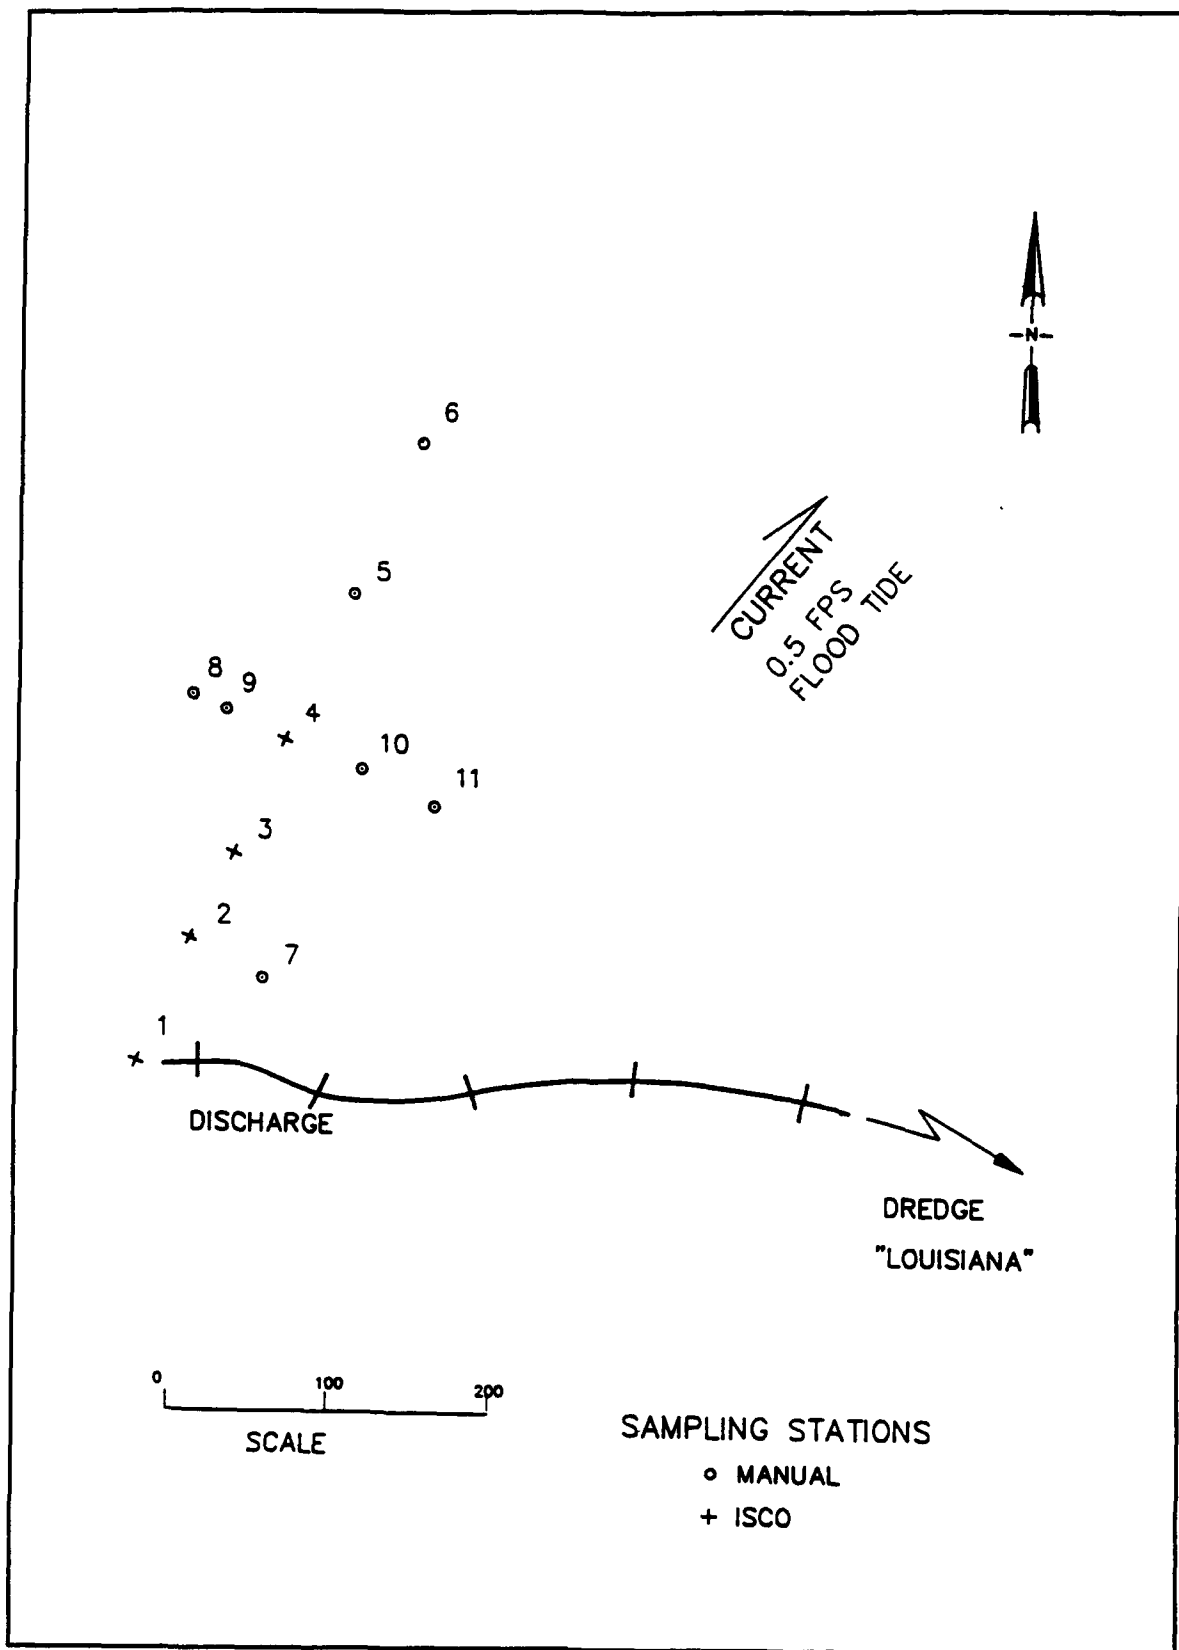 -N-
6
CURRENT
0.5 FPS
FLOOD TIDE
5
8
9
4
10
11
3
2
7
1
DISCHARGE
DREDGE
"LOUISIANA"
0 100 200
SCALE
SAMPLING STATIONS
MANUAL
+ ISCO